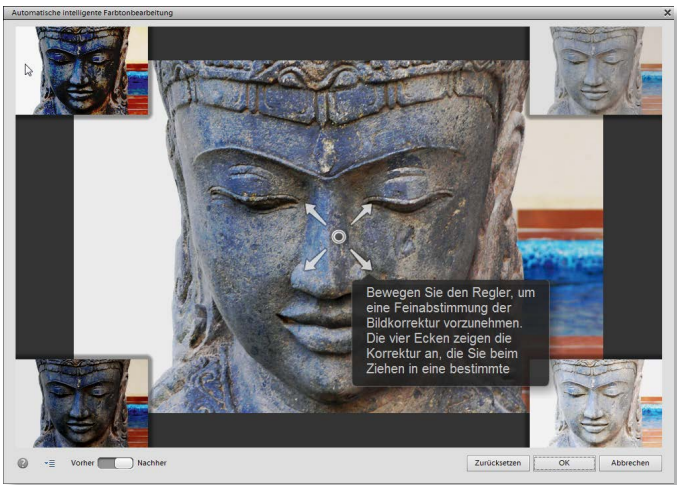 Automatische intelligente Farbtonbearbeitung
Bewegen Sie den Regler, um
eine Feinabstimmung der
Bildkorrektur vorzunehmen.
Die vier Ecken zeigen die
Korrektur an, die Sie beim
Ziehen in eine bestimmte
Vorher Nachher
Zurücksetzen OK Abbrechen